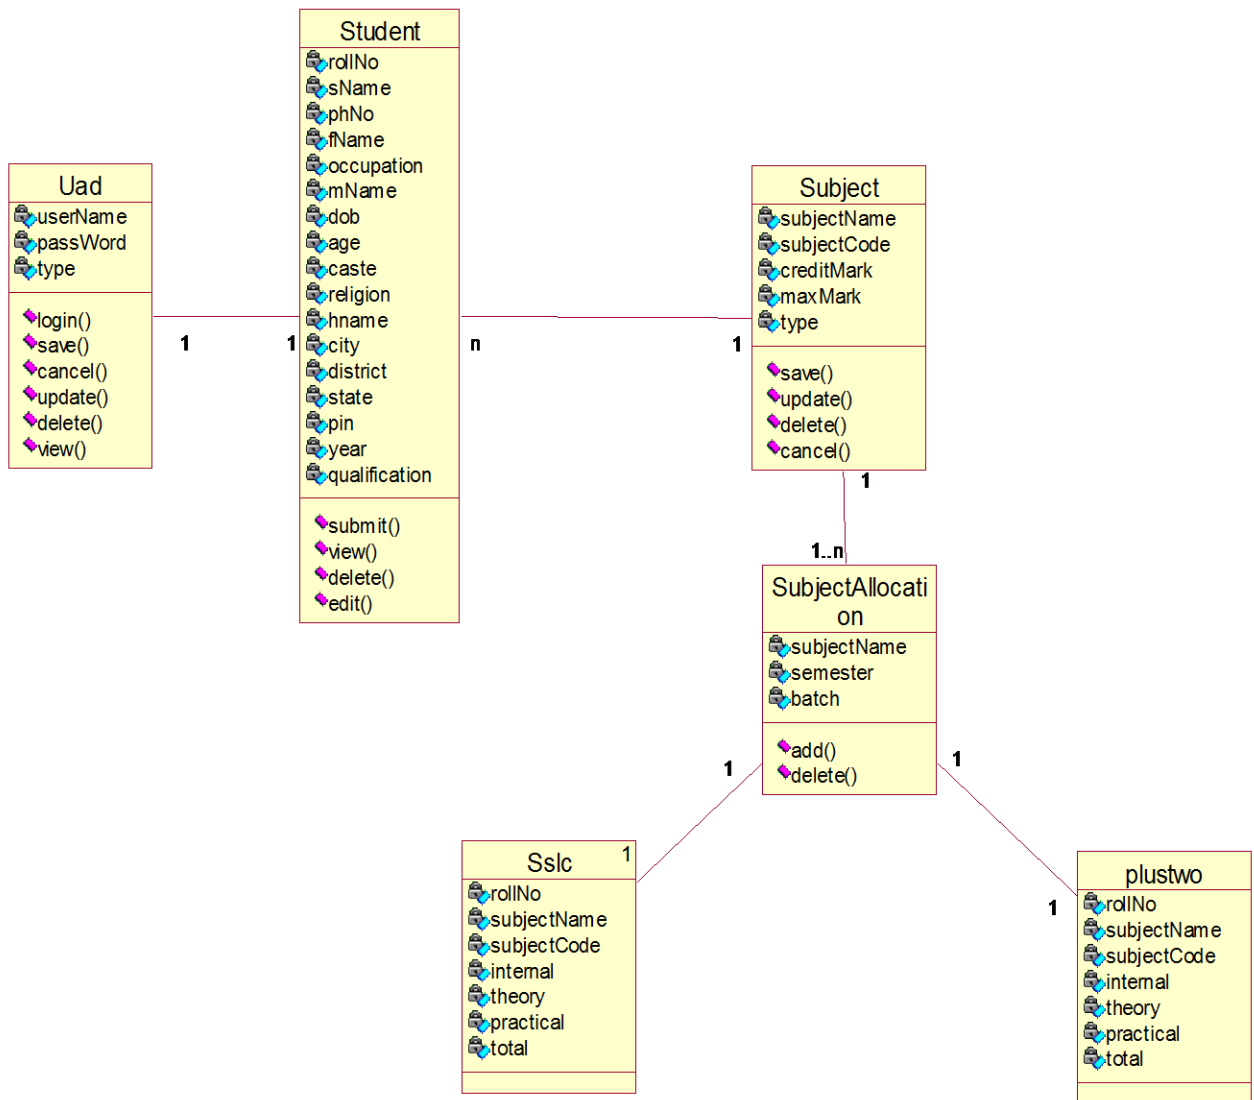 Student
rollNo
sName
phNo
fName
occupation
mName
dob
age
caste
religion
hname
city
district
state
pin
year
qualification
submit()
view()
delete()
edit()
Uad
userName
passWord
type
login()
save()
cancel()
update()
delete()
view()
1
1
n
1
Subject
subjectName
subjectCode
creditMark
maxMark
type
save()
update()
delete()
cancel()
1
1..n
SubjectAllocati
on
subjectName
semester
batch
add()
delete()
1
1
Sslc
1
rollNo
subjectName
subjectCode
internal
theory
practical
total
plustwo
1
rollNo
subjectName
subjectCode
internal
theory
practical
total